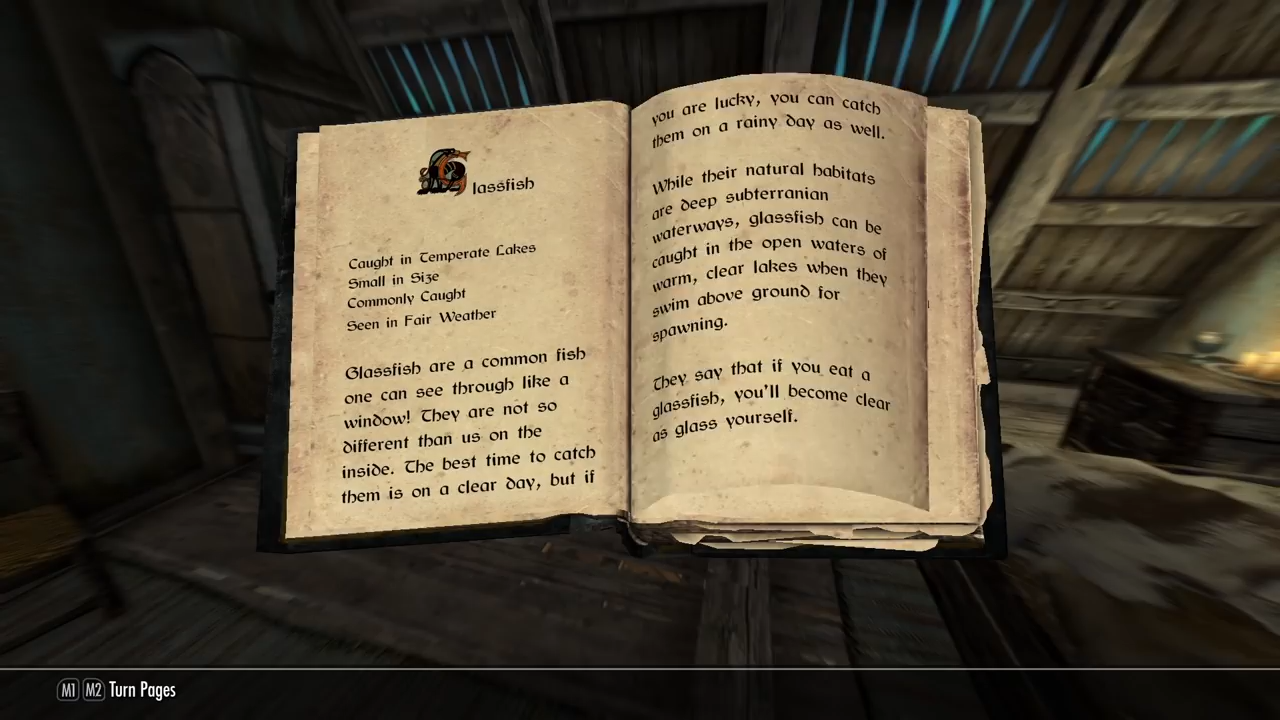 Glassfish
Caught in Temperate Lakes
Small in Size
Commonly Caught
Seen in Fair Weather
Glassfish are a common fish
one can see through like a
window! They are not so
different than us on the
inside. The best time to catch
them is on a clear day, but if
you are lucky, you can catch
them on a rainy day as well.
While their natural habitats
are deep subterranian
waterways, glassfish can be
caught in the open waters of
warm, clear lakes when they
swim above ground for
spawning.
They say that if you eat a
glassfish, you'll become clear
as glass yourself.
M1 M2 Turn Pages